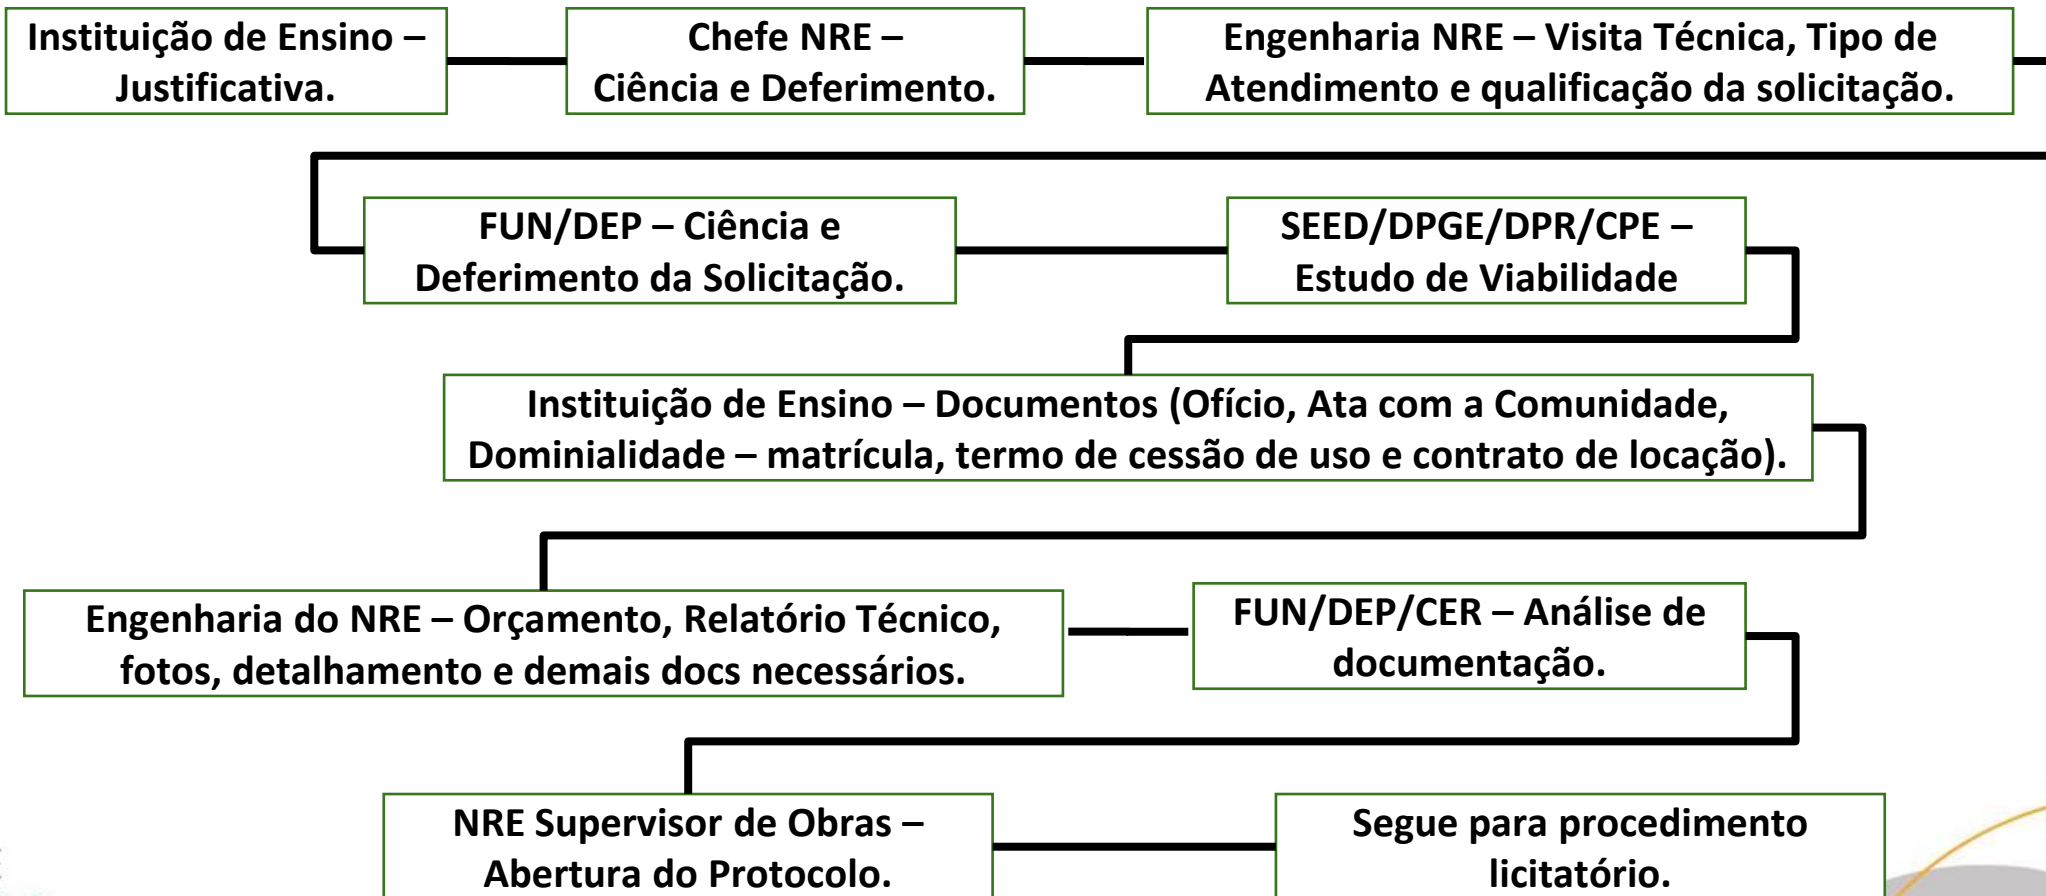 Instituição de Ensino –
Justificativa.
Chefe NRE –
Ciência e Deferimento.
Engenharia NRE – Visita Técnica, Tipo de
Atendimento e qualificação da solicitação.
FUN/DEP – Ciência e
Deferimento da Solicitação.
SEED/DPGE/DPR/CPE –
Estudo de Viabilidade
Instituição de Ensino – Documentos (Ofício, Ata com a Comunidade,
Dominialidade – matrícula, termo de cessão de uso e contrato de locação).
Engenharia do NRE – Orçamento, Relatório Técnico,
fotos, detalhamento e demais docs necessários.
FUN/DEP/CER – Análise de
documentação.
NRE Supervisor de Obras –
Abertura do Protocolo.
Segue para procedimento
licitatório.